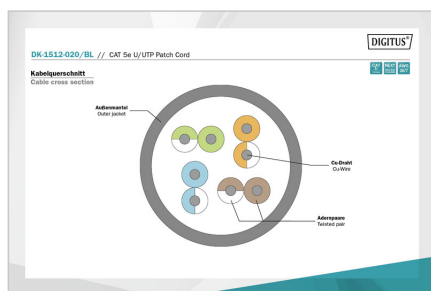 DIGITUS®
DK-1512-020/BL // CAT 5e U/UTP Patch Cord
Kabelquerschnitt
Cable cross section
Außenmantel
Outer jacket
Cu-Draht
Cu-Wire
Adernpaare
Twisted pair